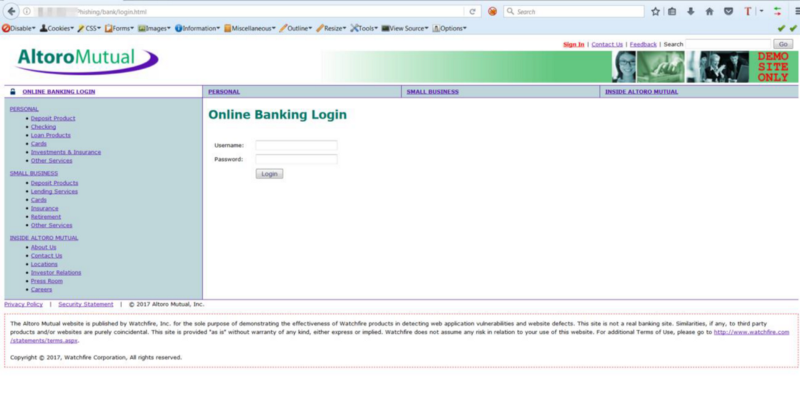 hishing/bank/login.html
Search
Disable Cookies CSS Forms Images Information Miscellaneous Outline Resize Tools View Source Options
Sign In | Contact Us | Feedback | Search Go
AltoroMutual
DEMO
SITE
ONLY
ONLINE BANKING LOGIN PERSONAL SMALL BUSINESS INSIDE ALTORO MUTUAL
PERSONAL
Deposit Product
Checking
Loan Products
Cards
Investments & Insurance
Other Services
SMALL BUSINESS
Deposit Products
Lending Services
Cards
Insurance
Retirement
Other Services
INSIDE ALTORO MUTUAL
About Us
Contact Us
Locations
Investor Relations
Press Room
Careers
Online Banking Login
Username:
Password:
Login
Privacy Policy | Security Statement | © 2017 Altoro Mutual, Inc.
The Altoro Mutual website is published by Watchfire, Inc. for the sole purpose of demonstrating the effectiveness of Watchfire products in detecting web application vulnerabilities and website defects. This site is not a real banking site. Similarities, if any, to third party
products and/or websites are purely coincidental. This site is provided "as is" without warranty of any kind, either express or implied. Watchfire does not assume any risk in relation to your use of this website. For additional Terms of Use, please go to http://www.watchfire.com
/statements/terms.aspx.
Copyright © 2017, Watchfire Corporation, All rights reserved.